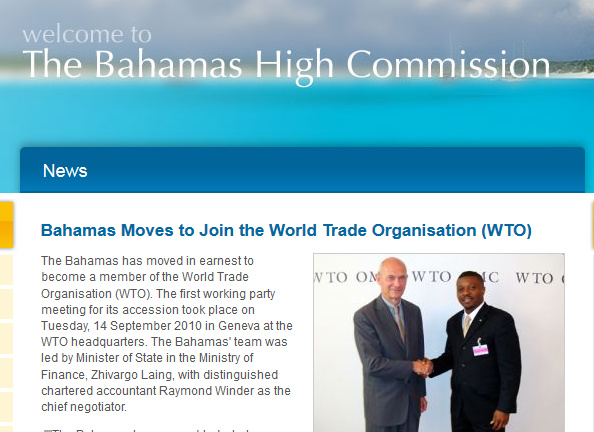 welcome to
The Bahamas High Commission
News
Bahamas Moves to Join the World Trade Organisation (WTO)
The Bahamas has moved in earnest to
become a member of the World Trade
Organisation (WTO). The first working party
meeting for its accession took place on
Tuesday, 14 September 2010 in Geneva at the
WTO headquarters. The Bahamas' team was
led by Minister of State in the Ministry of
Finance, Zhivargo Laing, with distinguished
chartered accountant Raymond Winder as the
chief negotiator.
WTO OMC WTO OMC WTO O